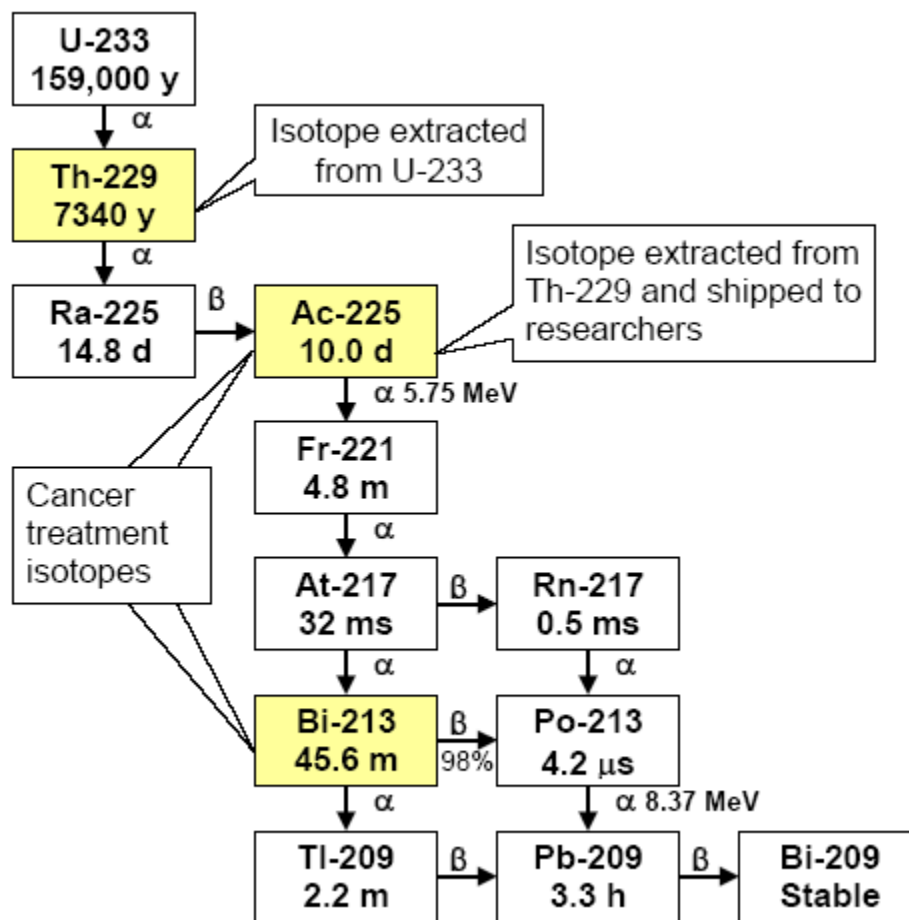 U-233
159,000 y
α
Isotope extracted
from U-233
Th-229
7340 y
α
Isotope extracted from
Th-229 and shipped to
researchers
Ra-225
14.8 d
β
Ac-225
10.0 d
α 5.75 MeV
Fr-221
4.8 m
Cancer
treatment
isotopes
α
At-217
32 ms
β
Rn-217
0.5 ms
α
α
Bi-213
45.6 m
β
98%
Po-213
4.2 μs
α
α 8.37 MeV
Tl-209
2.2 m
β
Pb-209
3.3 h
β
Bi-209
Stable